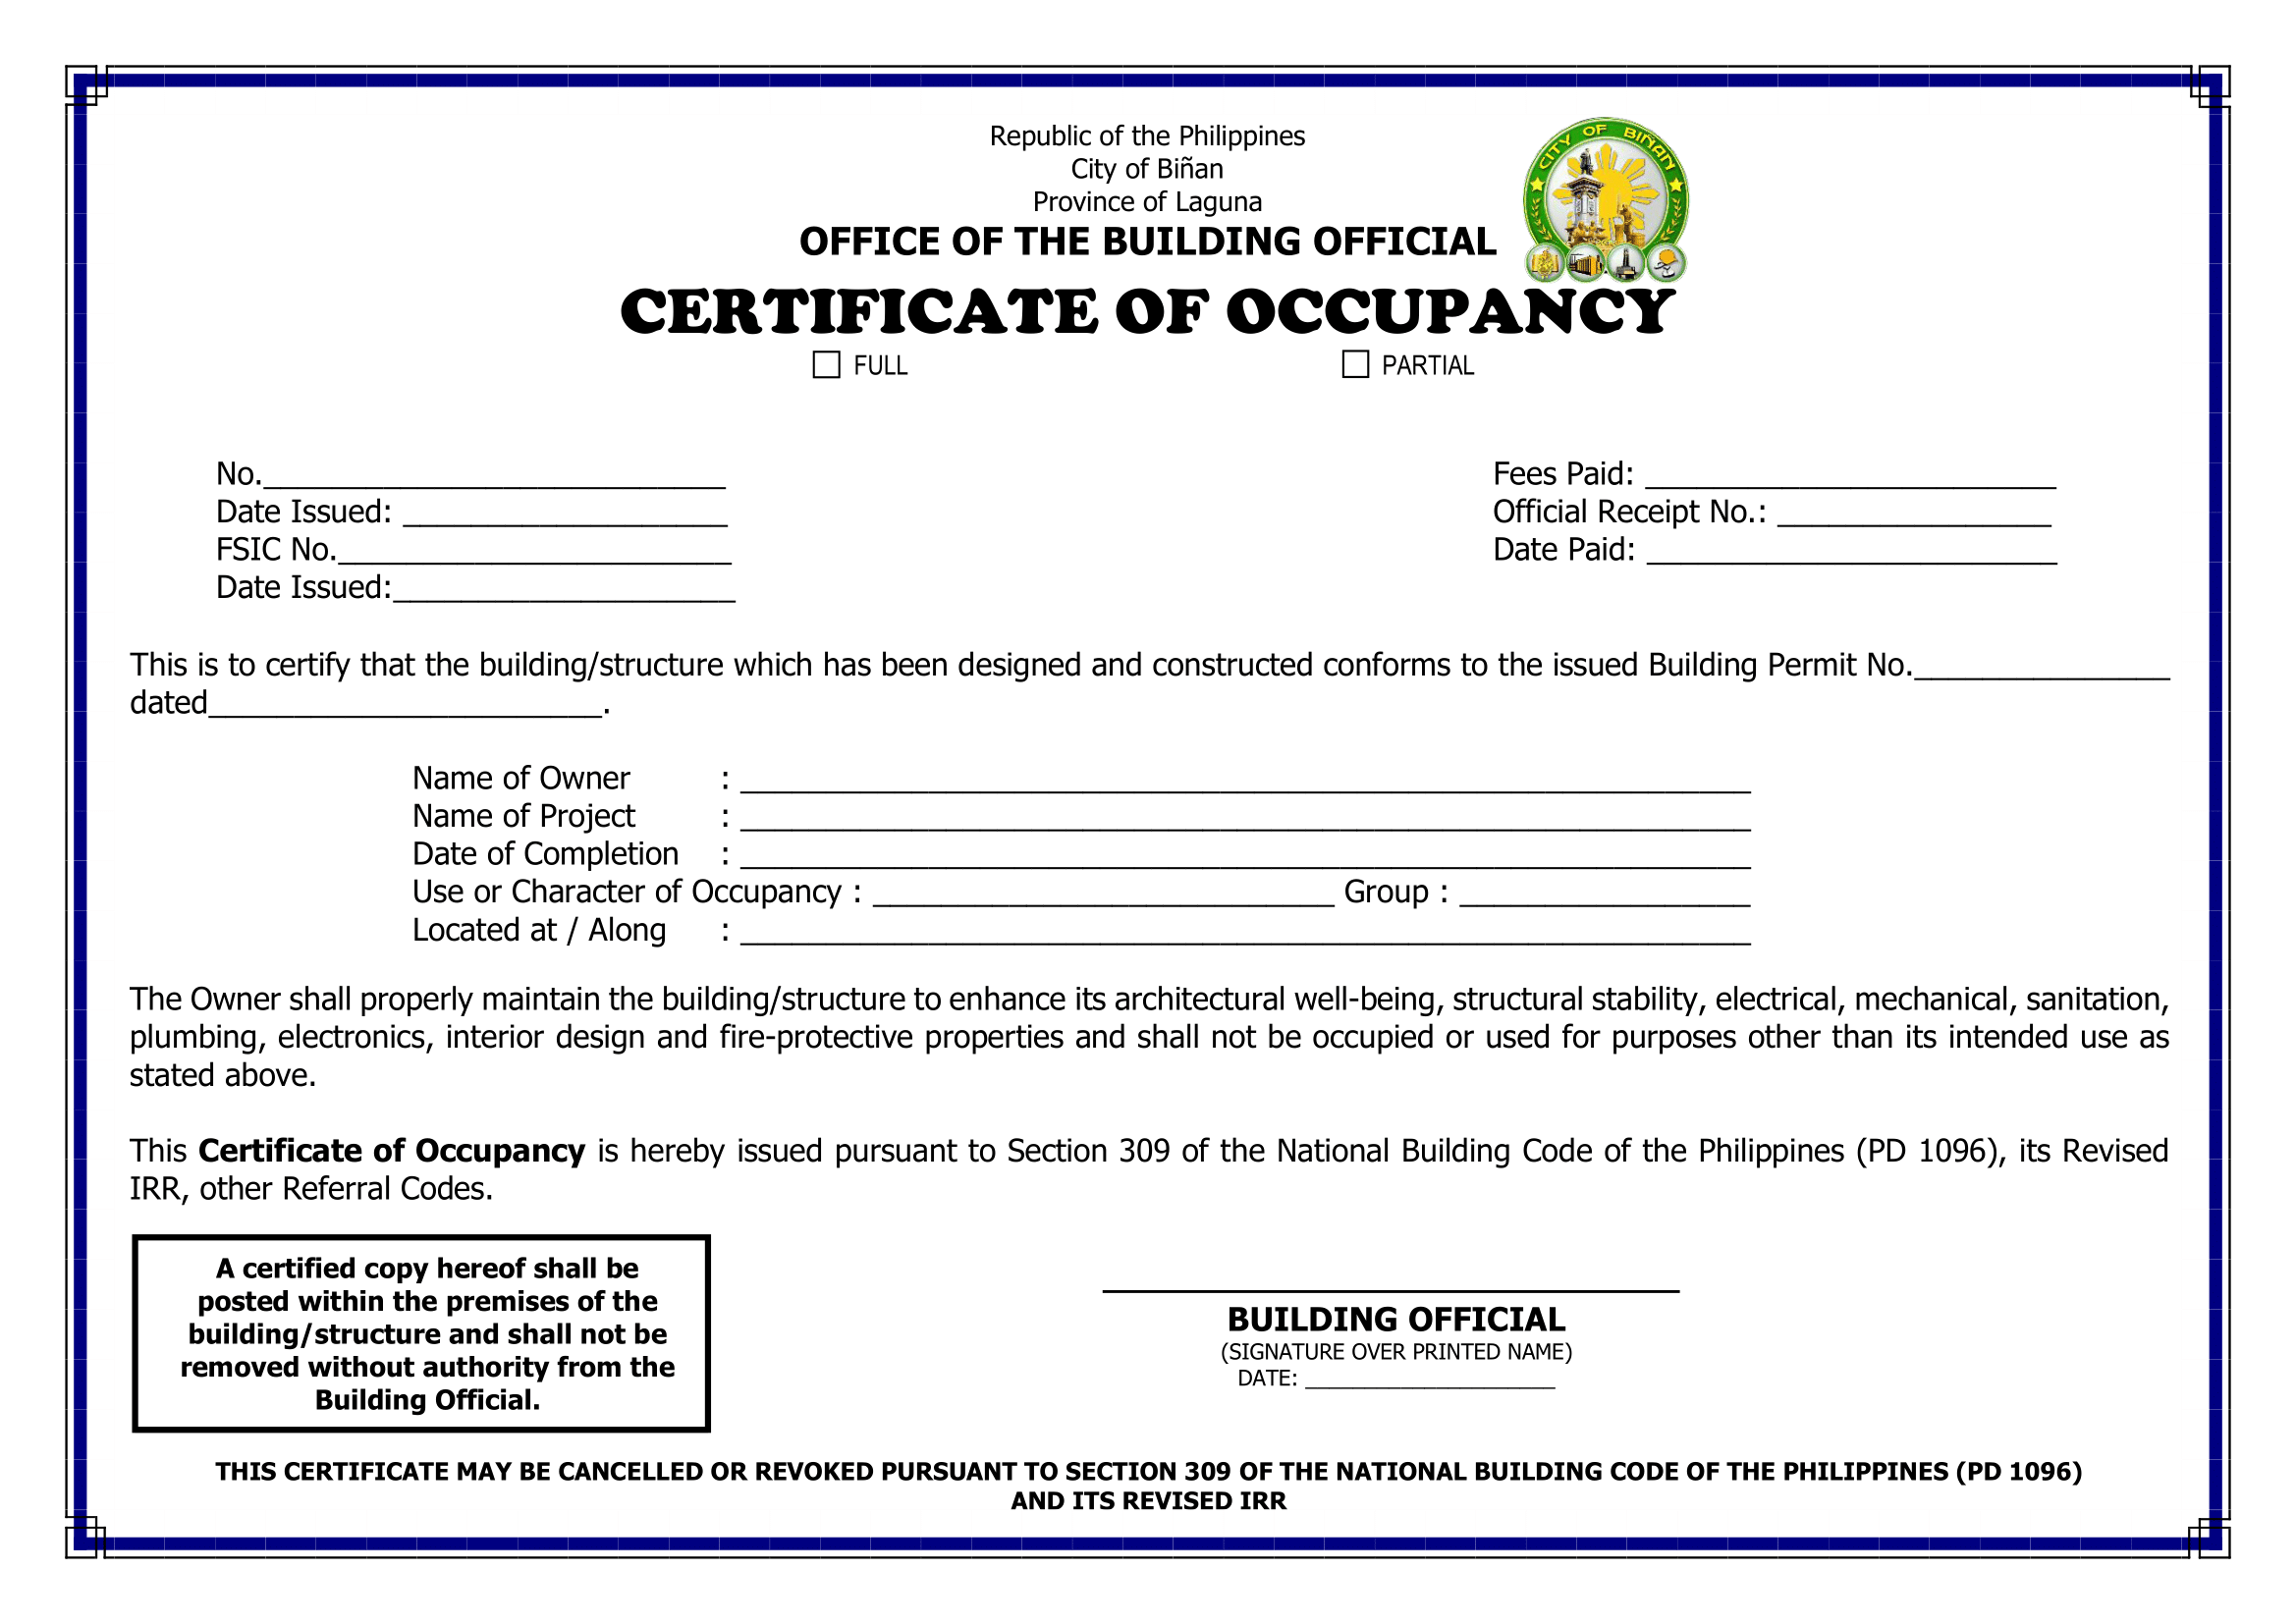 Republic of the Philippines
City of Biñan
Province of Laguna
OFFICE OF THE BUILDING OFFICIAL
CITY OF BIÑAN
CERTIFICATE OF OCCUPANCY
☐ FULL ☐ PARTIAL
No.___________________________ Fees Paid: ________________________
Date Issued: ___________________ Official Receipt No.: ________________
FSIC No._______________________ Date Paid: ________________________
Date Issued:____________________
This is to certify that the building/structure which has been designed and constructed conforms to the issued Building Permit No._______________
dated_______________________.
Name of Owner : ___________________________________________________________
Name of Project : ___________________________________________________________
Date of Completion : ___________________________________________________________
Use or Character of Occupancy : ___________________________ Group : _________________
Located at / Along : ___________________________________________________________
The Owner shall properly maintain the building/structure to enhance its architectural well-being, structural stability, electrical, mechanical, sanitation,
plumbing, electronics, interior design and fire-protective properties and shall not be occupied or used for purposes other than its intended use as
stated above.
This Certificate of Occupancy is hereby issued pursuant to Section 309 of the National Building Code of the Philippines (PD 1096), its Revised
IRR, other Referral Codes.
A certified copy hereof shall be
posted within the premises of the
building/structure and shall not be
removed without authority from the
Building Official.
BUILDING OFFICIAL
(SIGNATURE OVER PRINTED NAME)
DATE: _____________________
THIS CERTIFICATE MAY BE CANCELLED OR REVOKED PURSUANT TO SECTION 309 OF THE NATIONAL BUILDING CODE OF THE PHILIPPINES (PD 1096)
AND ITS REVISED IRR